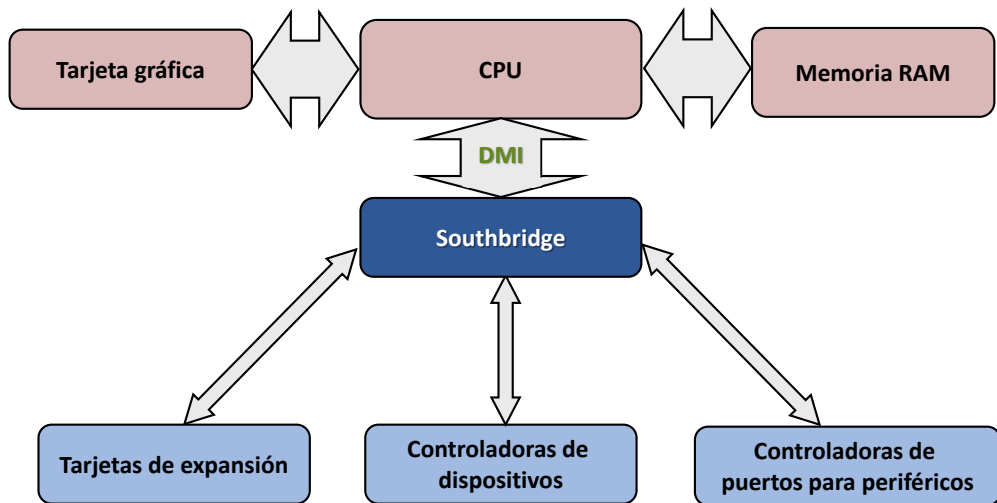 Tarjeta gráfica
CPU
Memoria RAM
DMI
Southbridge
Tarjetas de expansión
Controladoras de
dispositivos
Controladoras de
puertos para periféricos